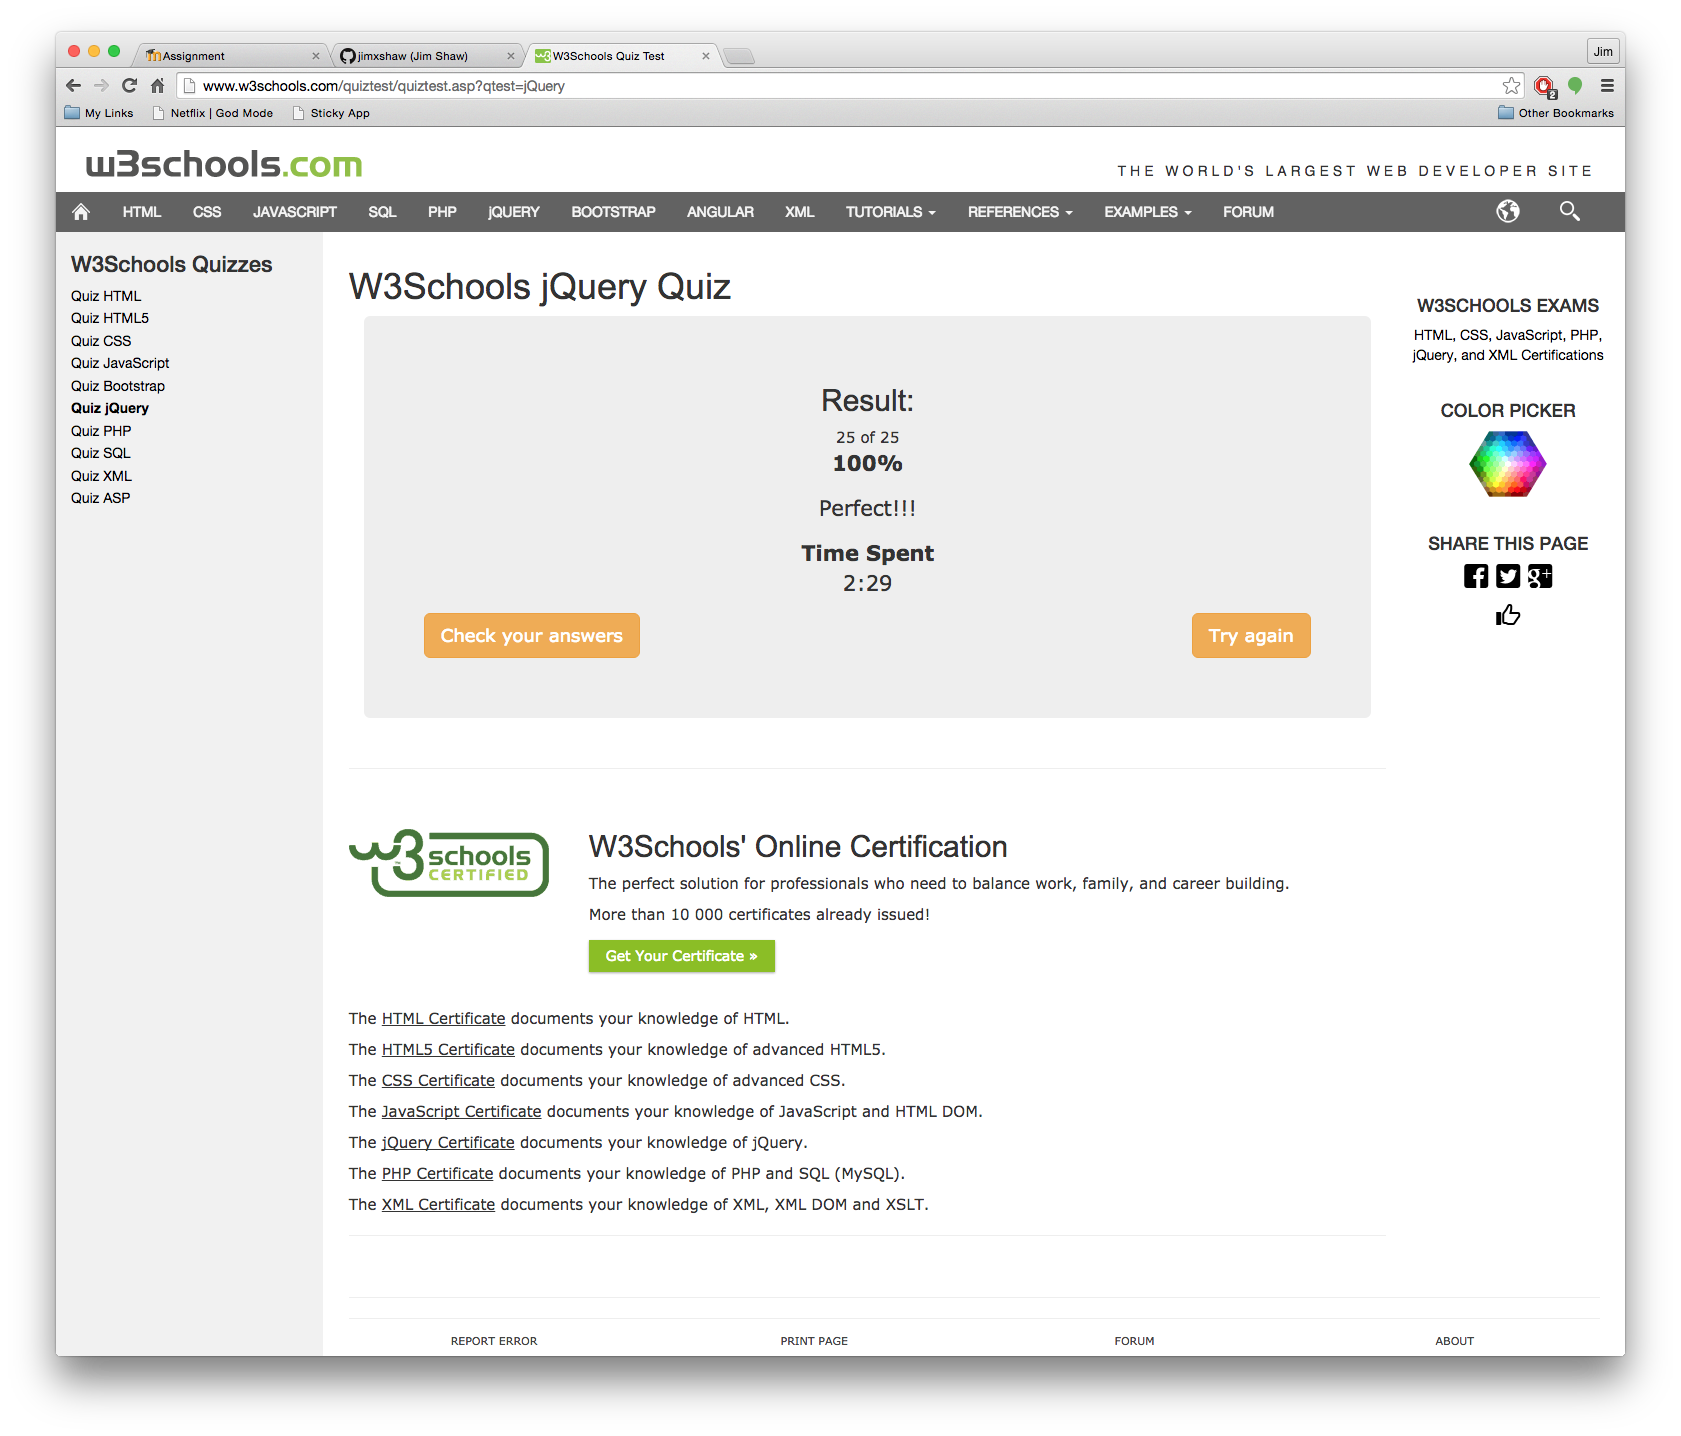 Assignment
jimxshaw (Jim Shaw)
W3Schools Quiz Test
Jim
www.w3schools.com/quiztest/quiztest.asp?qtest=jQuery
2
My Links
Netflix | God Mode
Sticky App
Other Bookmarks
w3schools.com
THE WORLD'S LARGEST WEB DEVELOPER SITE
HTML CSS JAVASCRIPT SQL PHP jQUERY BOOTSTRAP ANGULAR XML TUTORIALS REFERENCES EXAMPLES FORUM
W3Schools Quizzes
Quiz HTML
Quiz HTML5
Quiz CSS
Quiz JavaScript
Quiz Bootstrap
Quiz jQuery
Quiz PHP
Quiz SQL
Quiz XML
Quiz ASP
W3Schools jQuery Quiz
Result:
25 of 25
100%
Perfect!!!
Time Spent
2:29
Check your answers
Try again
W3SCHOOLS EXAMS
HTML, CSS, JavaScript, PHP,
jQuery, and XML Certifications
COLOR PICKER
SHARE THIS PAGE
g+
w3schools
CERTIFIED
W3Schools' Online Certification
The perfect solution for professionals who need to balance work, family, and career building.
More than 10 000 certificates already issued!
Get Your Certificate »
The HTML Certificate documents your knowledge of HTML.
The HTML5 Certificate documents your knowledge of advanced HTML5.
The CSS Certificate documents your knowledge of advanced CSS.
The JavaScript Certificate documents your knowledge of JavaScript and HTML DOM.
The jQuery Certificate documents your knowledge of jQuery.
The PHP Certificate documents your knowledge of PHP and SQL (MySQL).
The XML Certificate documents your knowledge of XML, XML DOM and XSLT.
REPORT ERROR
PRINT PAGE
FORUM
ABOUT